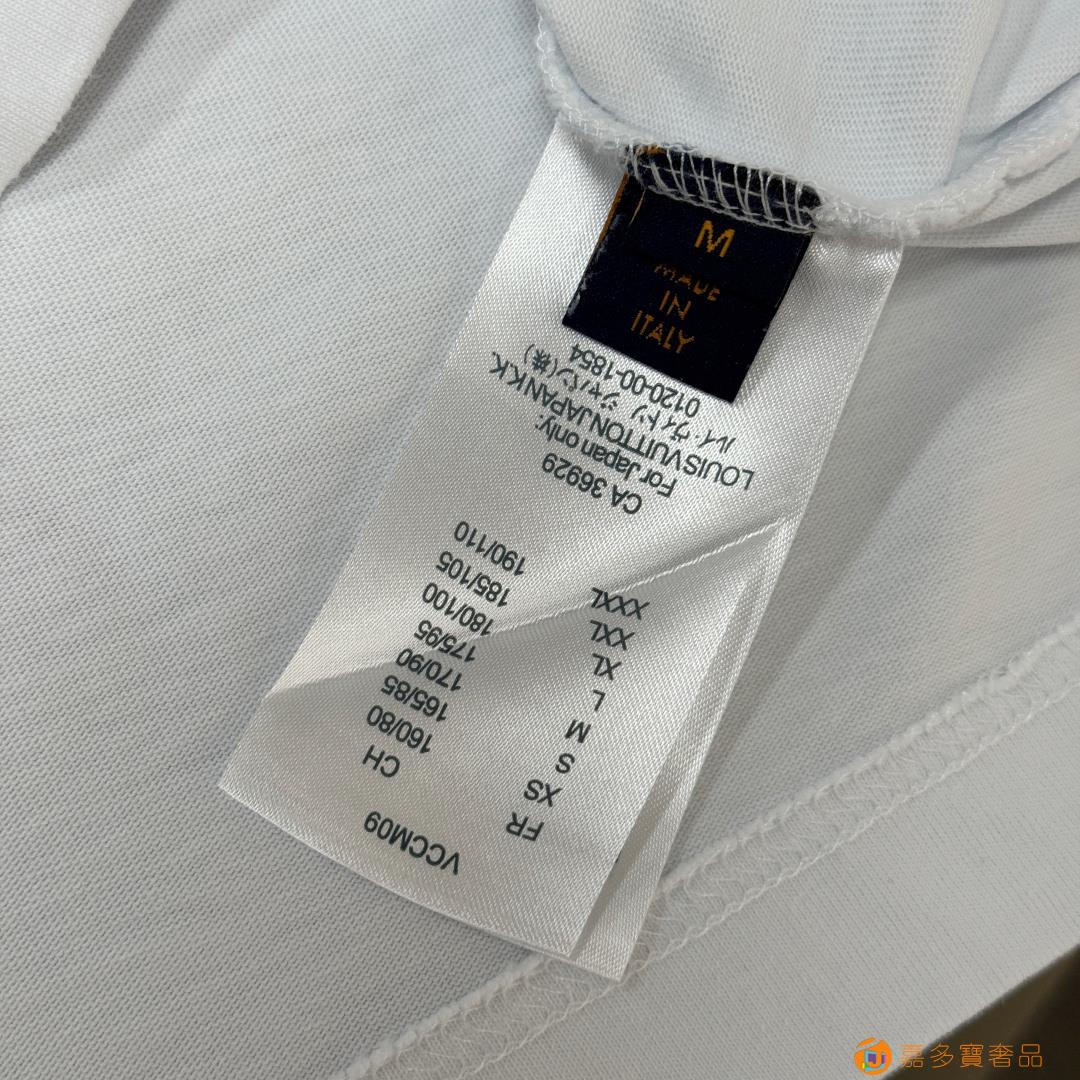 M
MADE
IN
ITALY
VCCM09
FR CH
XS 160/80
S 165/85
M 170/90
L 175/95
XL 180/100
XXL 185/105
XXXL 190/110
CA 36929
For Japan only:
LOUIS VUITTON JAPAN K.K.
ルイ・ヴィトン ジャパン(株)
0120-00-1854
嘉多寶奢品